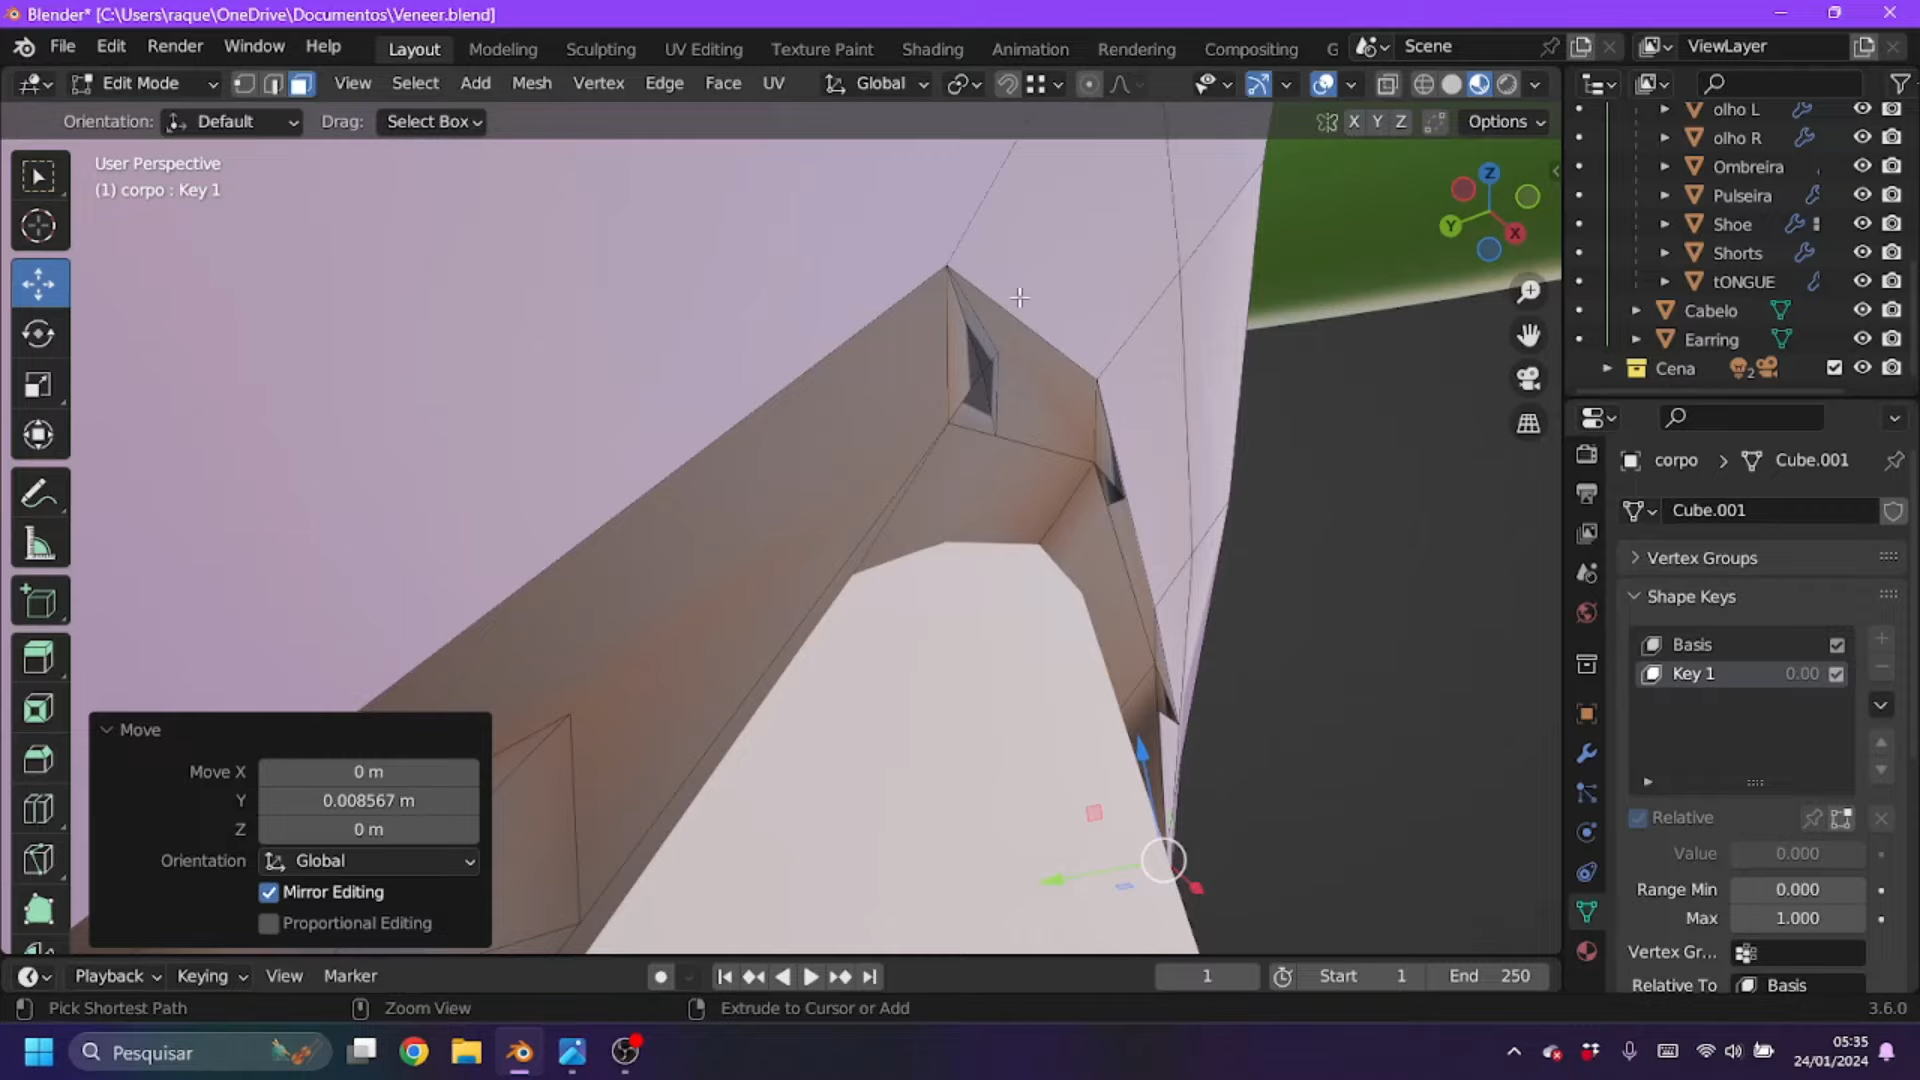 Blender* [C:\Users\raque\OneDrive\Documentos\Veneer.blend]
File Edit Render Window Help Layout Modeling Sculpting UV Editing Texture Paint Shading Animation Rendering Compositing G Scene ViewLayer
Edit Mode View Select Add Mesh Vertex Edge Face UV Global
Orientation: Default Drag: Select Box X Y Z Options
User Perspective
(1) corpo : Key 1
Z
Y
X
olho L
olho R
Ombreira
Pulseira
Shoe
Shorts
tONGUE
Cabelo
Earring
Cena 2
corpo > Cube.001
Cube.001
Vertex Groups
Shape Keys
Basis
Key 1 0.00
Relative
Value 0.000
Range Min 0.000
Max 1.000
Vertex Gr...
Relative To Basis
Move
Move X 0 m
Y 0.008567 m
Z 0 m
Orientation Global
Mirror Editing
Proportional Editing
Playback Keying View Marker 1 Start 1 End 250
Pick Shortest Path Zoom View Extrude to Cursor or Add 3.6.0
Pesquisar 05:35
24/01/2024